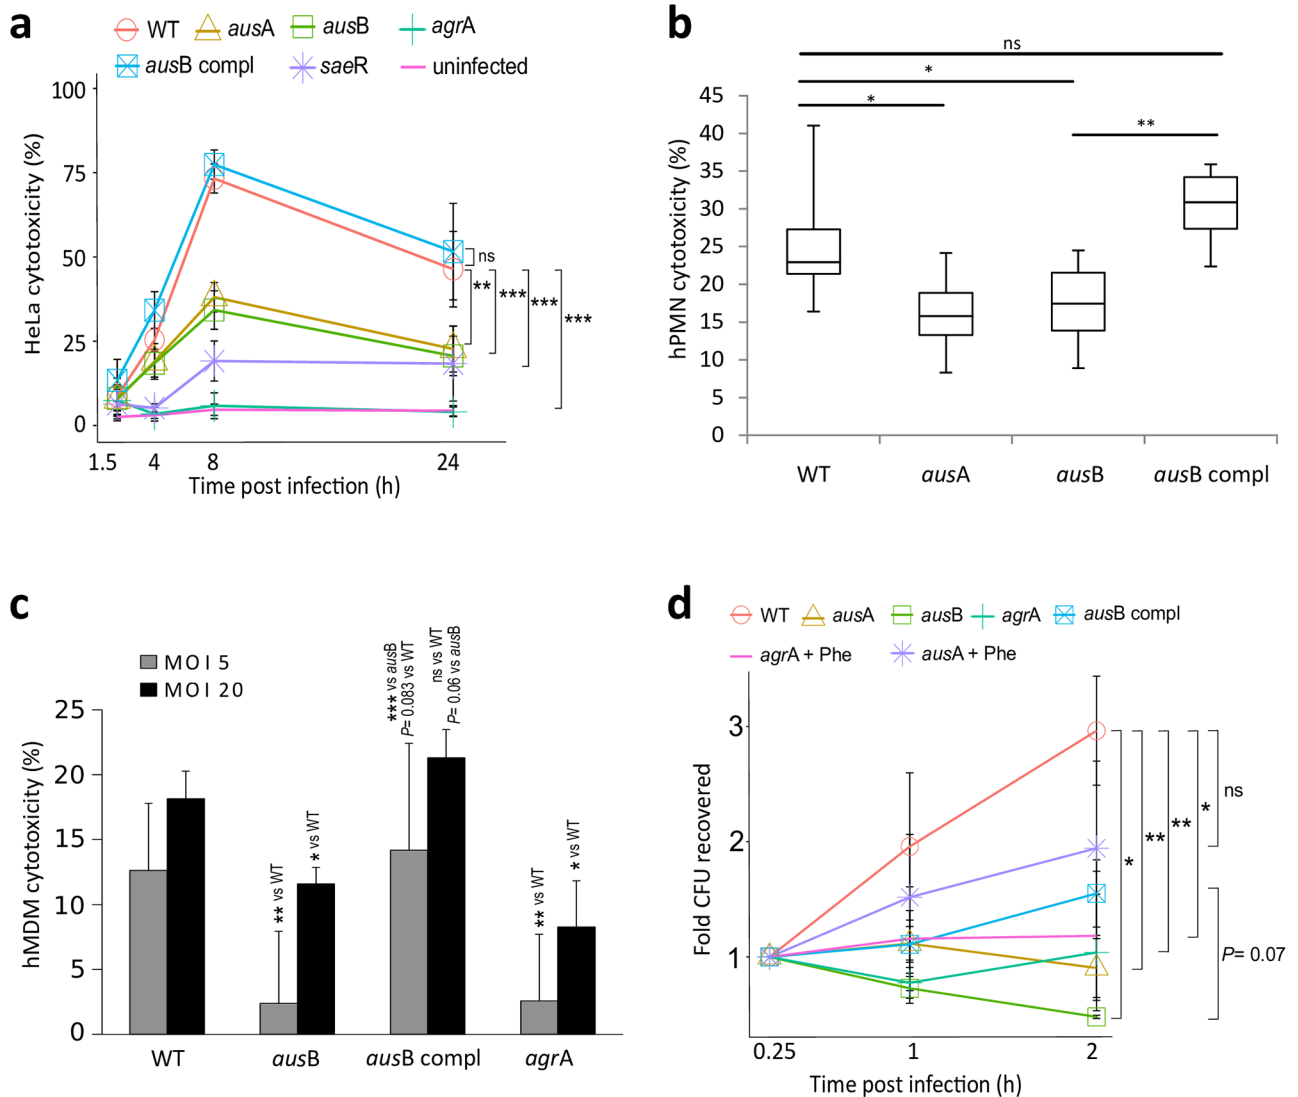 a
WT ausA ausB agrA
ausB compl saeR uninfected
HeLa cytotoxicity (%)
100
75
50
25
0
ns
** *** *** ***
1.5 4 8 24
Time post infection (h)
b
ns
*
*
**
hPMN cytotoxicity (%)
45
40
35
30
25
20
15
10
5
0
WT ausA ausB ausB compl
c
MOI 5
MOI 20
hMDM cytotoxicity (%)
25
20
15
10
5
0
** vs WT
* vs WT
*** vs ausB
P= 0.083 vs WT
ns vs WT
P= 0.06 vs ausB
** vs WT
* vs WT
WT ausB ausB compl agrA
d
WT ausA ausB agrA ausB compl
agrA + Phe ausA + Phe
Fold CFU recovered
3
2
1
* ** ** * ns
P= 0.07
0.25 1 2
Time post infection (h)